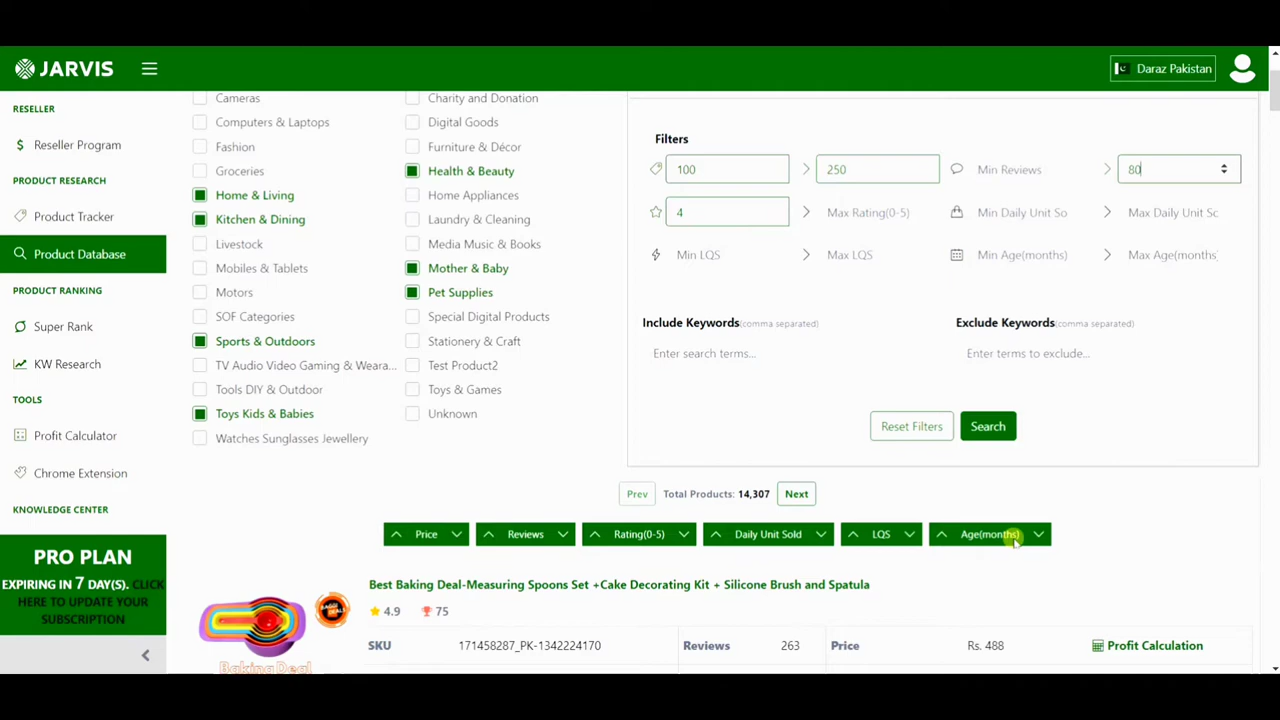 JARVIS
Daraz Pakistan
RESELLER
Reseller Program
PRODUCT RESEARCH
Product Tracker
Product Database
PRODUCT RANKING
Super Rank
KW Research
TOOLS
Profit Calculator
Chrome Extension
KNOWLEDGE CENTER
PRO PLAN
EXPIRING IN 7 DAY(S). CLICK
HERE TO UPDATE YOUR
SUBSCRIPTION
Cameras
Computers & Laptops
Fashion
Groceries
Home & Living
Kitchen & Dining
Livestock
Mobiles & Tablets
Motors
SOF Categories
Sports & Outdoors
TV Audio Video Gaming & Weara...
Tools DIY & Outdoor
Toys Kids & Babies
Watches Sunglasses Jewellery
Charity and Donation
Digital Goods
Furniture & Décor
Health & Beauty
Home Appliances
Laundry & Cleaning
Media Music & Books
Mother & Baby
Pet Supplies
Special Digital Products
Stationery & Craft
Test Product2
Toys & Games
Unknown
Filters
100 250 Min Reviews 80
4 Max Rating(0-5) Min Daily Unit So Max Daily Unit Sc
Min LQS Max LQS Min Age(months) Max Age(months)
Include Keywords(comma separated) Exclude Keywords(comma separated)
Enter search terms... Enter terms to exclude...
Reset Filters Search
Prev Total Products: 14,307 Next
Price Reviews Rating(0-5) Daily Unit Sold LQS Age(months)
Best Baking Deal-Measuring Spoons Set +Cake Decorating Kit + Silicone Brush and Spatula
4.9 75
SKU 171458287_PK-1342224170 Reviews 263 Price Rs. 488 Profit Calculation
Baking Deal